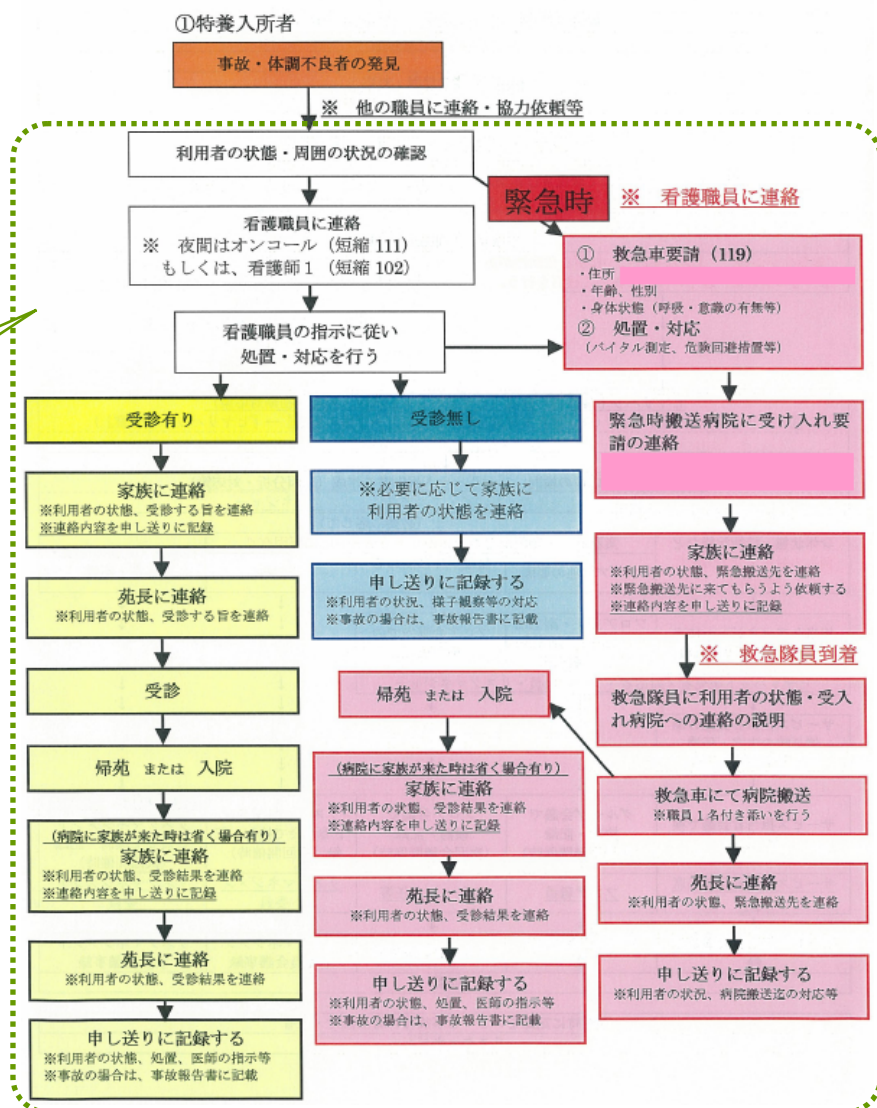 ①特養入所者
事故・体調不良者の発見
※ 他の職員に連絡・協力依頼等
利用者の状態・周囲の状況の確認
緊急時
※ 看護職員に連絡
看護職員に連絡
※ 夜間はオンコール（短縮 111）
もしくは、看護師１（短縮 102）
① 救急車要請（119）
・住所
・年齢、性別
・身体状態（呼吸・意識の有無等）
② 処置・対応
（バイタル測定、危険回避措置等）
看護職員の指示に従い
処置・対応を行う
受診有り
家族に連絡
※利用者の状態、受診する旨を連絡
※連絡内容を申し送りに記録
苑長に連絡
※利用者の状態、受診する旨を連絡
受診
帰苑 または 入院
（病院に家族が来た時は省く場合有り）
家族に連絡
※利用者の状態、受診結果を連絡
※連絡内容を申し送りに記録
苑長に連絡
※利用者の状態、受診結果を連絡
申し送りに記録する
※利用者の状態、処置、医師の指示等
※事故の場合は、事故報告書に記載
受診無し
※必要に応じて家族に
利用者の状態を連絡
申し送りに記録する
※利用者の状況、様子観察等の対応
※事故の場合は、事故報告書に記載
緊急時搬送病院に受け入れ要
請の連絡
家族に連絡
※利用者の状態、緊急搬送先を連絡
※緊急搬送先に来てもらうよう依頼する
※連絡内容を申し送りに記録
※ 救急隊員到着
救急隊員に利用者の状態・受入
れ病院への連絡の説明
救急車にて病院搬送
※職員１名付き添いを行う
苑長に連絡
※利用者の状態、緊急搬送先を連絡
申し送りに記録する
※利用者の状況、病院搬送迄の対応等
帰苑 または 入院
（病院に家族が来た時は省く場合有り）
家族に連絡
※利用者の状態、受診結果を連絡
※連絡内容を申し送りに記録
苑長に連絡
※利用者の状態、受診結果を連絡
申し送りに記録する
※利用者の状態、処置、医師の指示等
※事故の場合は、事故報告書に記載